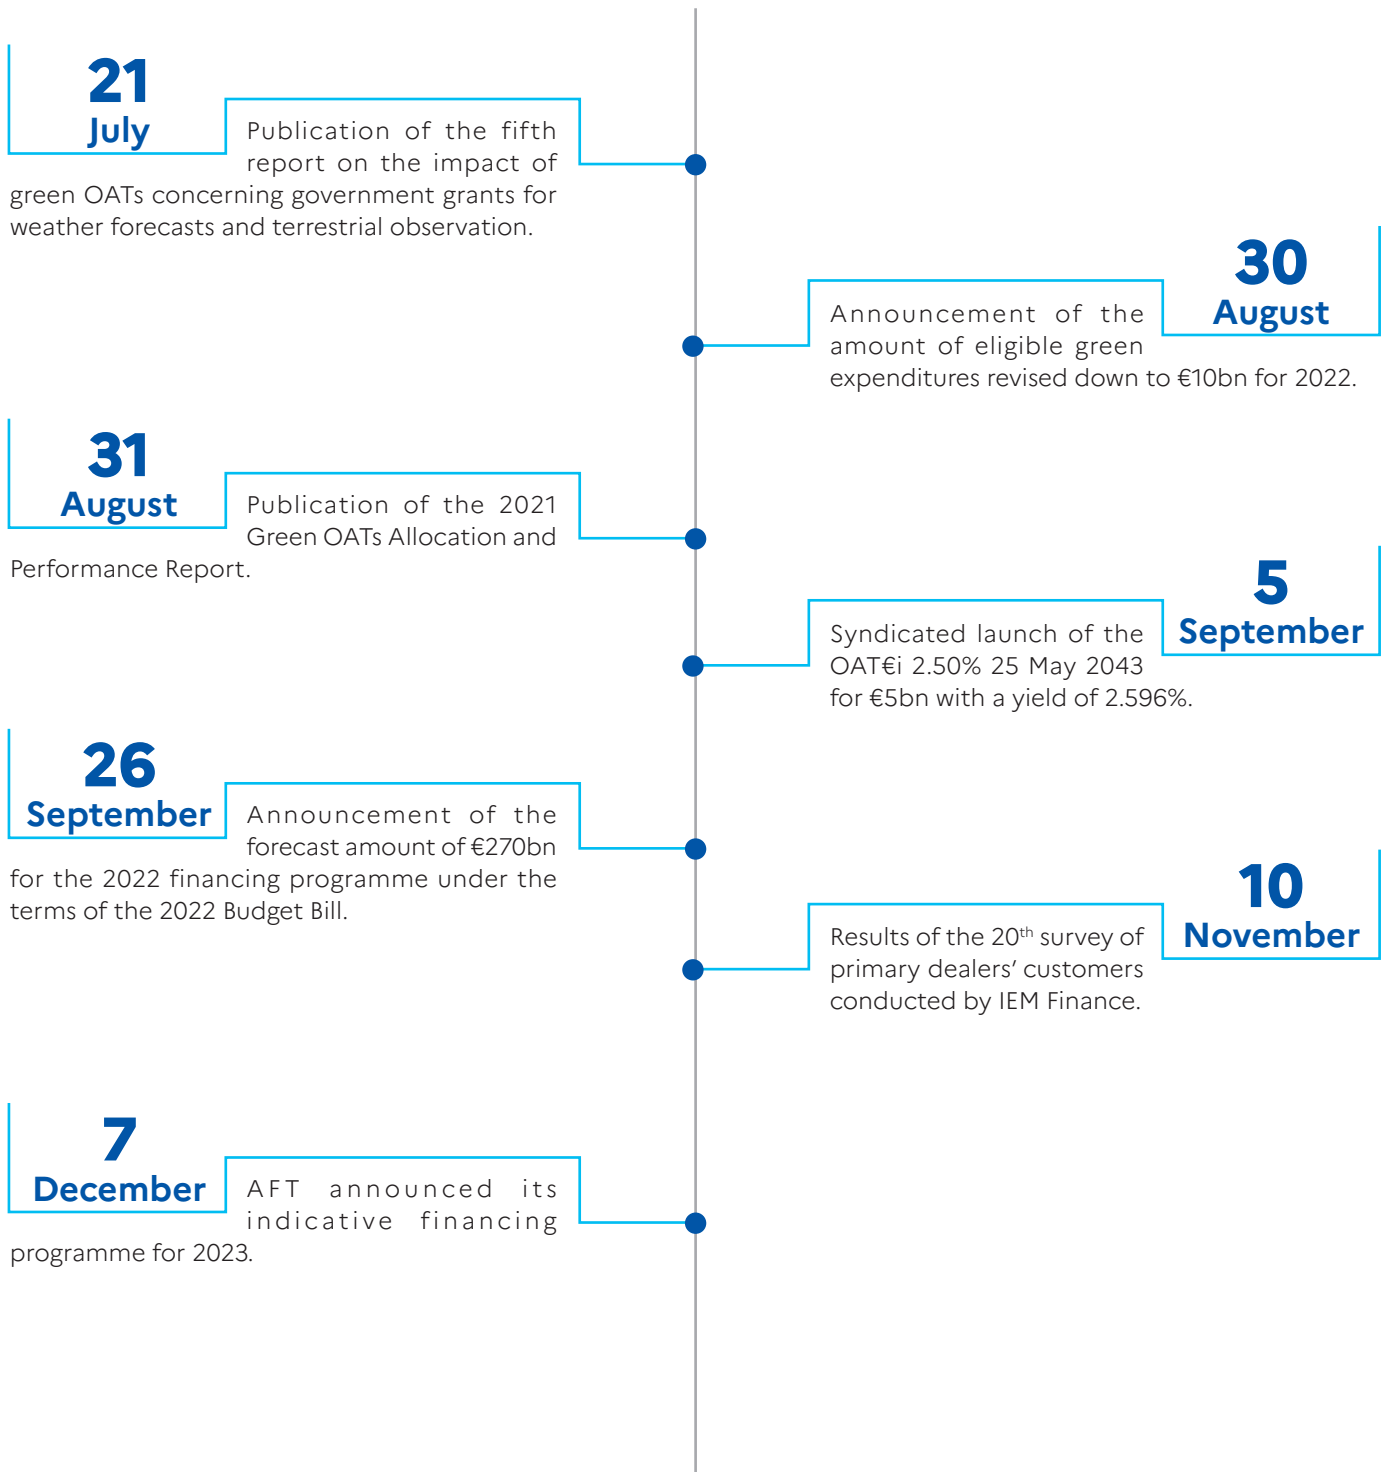 21
July
Publication of the fifth
report on the impact of
green OATs concerning government grants for
weather forecasts and terrestrial observation.
30
August
Announcement of the
amount of eligible green
expenditures revised down to €10bn for 2022.
31
August
Publication of the 2021
Green OATs Allocation and
Performance Report.
5
September
Syndicated launch of the
OAT€i 2.50% 25 May 2043
for €5bn with a yield of 2.596%.
26
September
Announcement of the
forecast amount of €270bn
for the 2022 financing programme under the
terms of the 2022 Budget Bill.
10
November
Results of the 20th survey of
primary dealers’ customers
conducted by IEM Finance.
7
December
AFT announced its
indicative financing
programme for 2023.